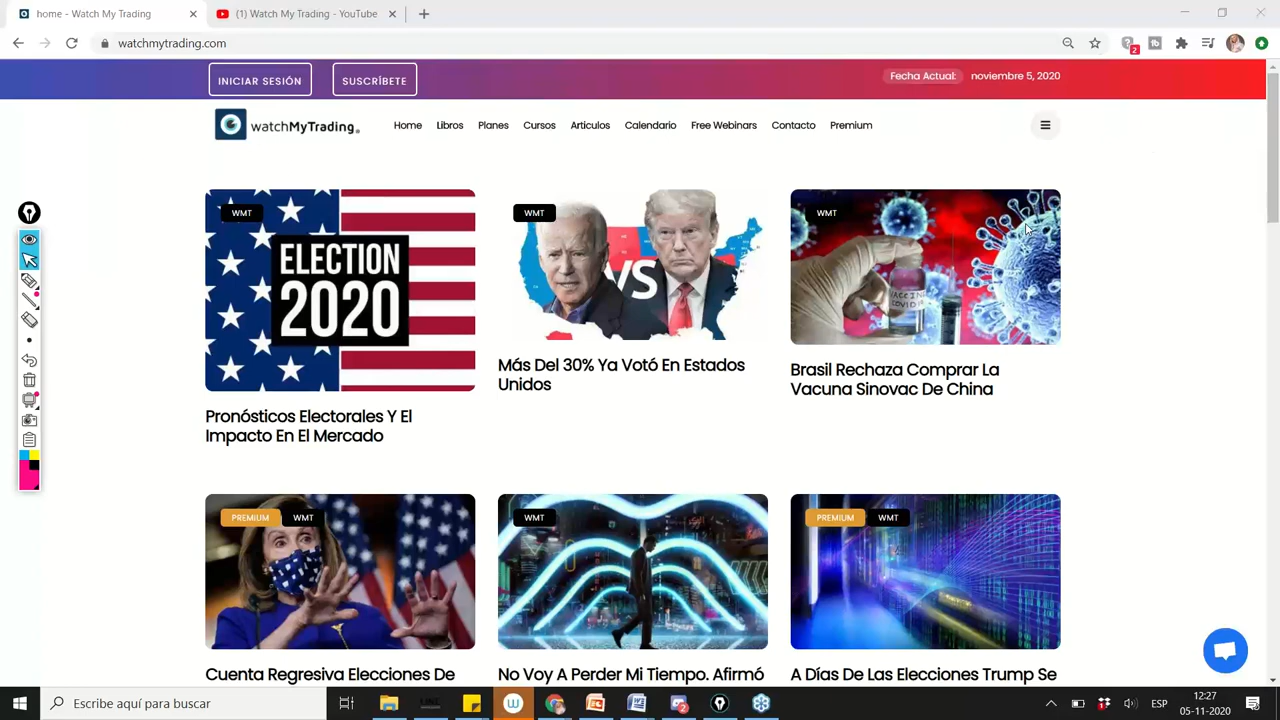 home - Watch My Trading
(1) Watch My Trading - YouTube
watchmytrading.com
2
INICIAR SESIÓN
SUSCRÍBETE
Fecha Actual:
noviembre 5, 2020
watchMyTrading.
Home
Libros
Planes
Cursos
Articulos
Calendario
Free Webinars
Contacto
Premium
WMT
ELECTION
2020
Pronósticos Electorales Y El
Impacto En El Mercado
WMT
VS
Más Del 30% Ya Votó En Estados
Unidos
WMT
VACCINE
COVID
Brasil Rechaza Comprar La
Vacuna Sinovac De China
PREMIUM
WMT
Cuenta Regresiva Elecciones De
WMT
No Voy A Perder Mi Tiempo. Afirmó
PREMIUM
WMT
A Días De Las Elecciones Trump Se
Escribe aquí para buscar
ESP
12:27
05-11-2020